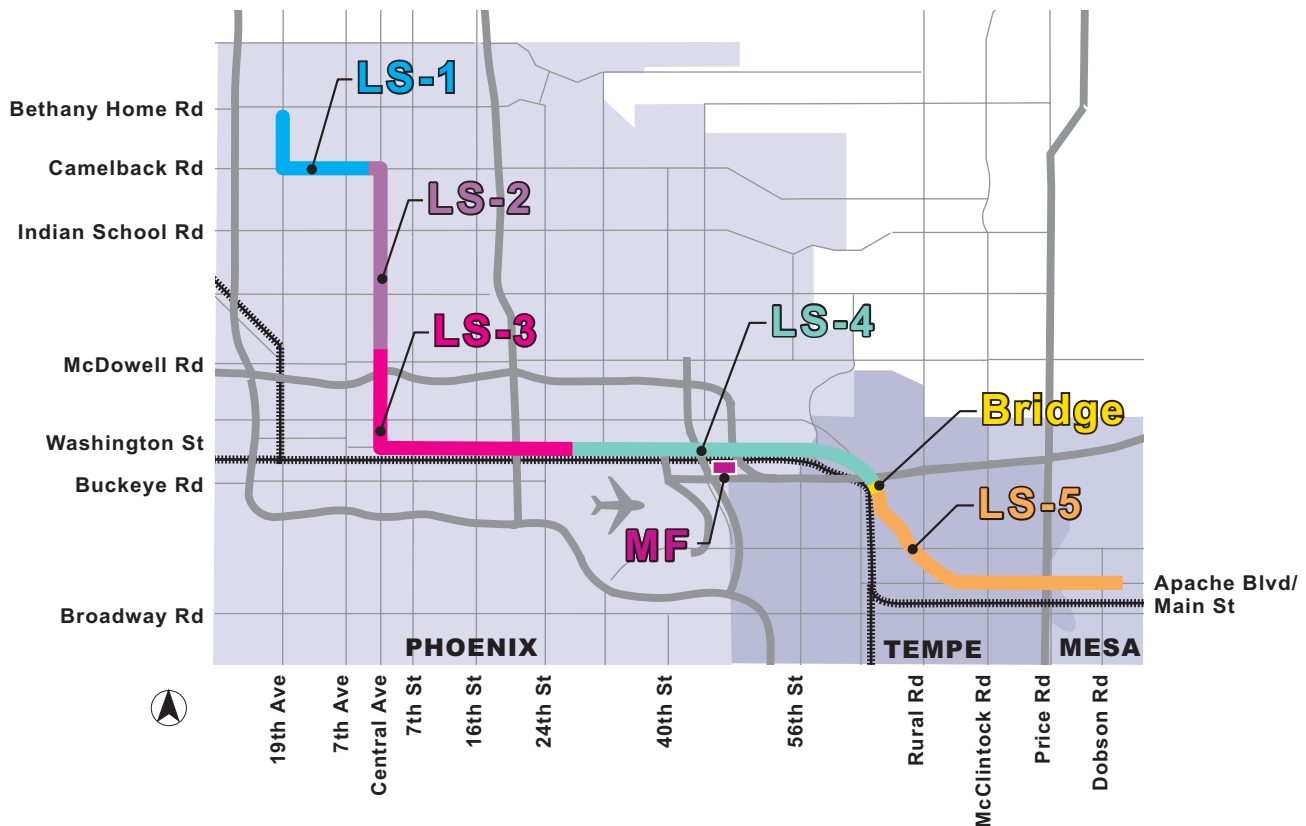 LS-1
Bethany Home Rd
Camelback Rd
LS-2
Indian School Rd
LS-3
LS-4
McDowell Rd
Bridge
Washington St
Buckeye Rd
LS-5
MF
Apache Blvd/
Main St
Broadway Rd
PHOENIX
TEMPE
MESA
19th Ave
7th Ave
Central Ave
7th St
16th St
24th St
40th St
56th St
Rural Rd
McClintock Rd
Price Rd
Dobson Rd